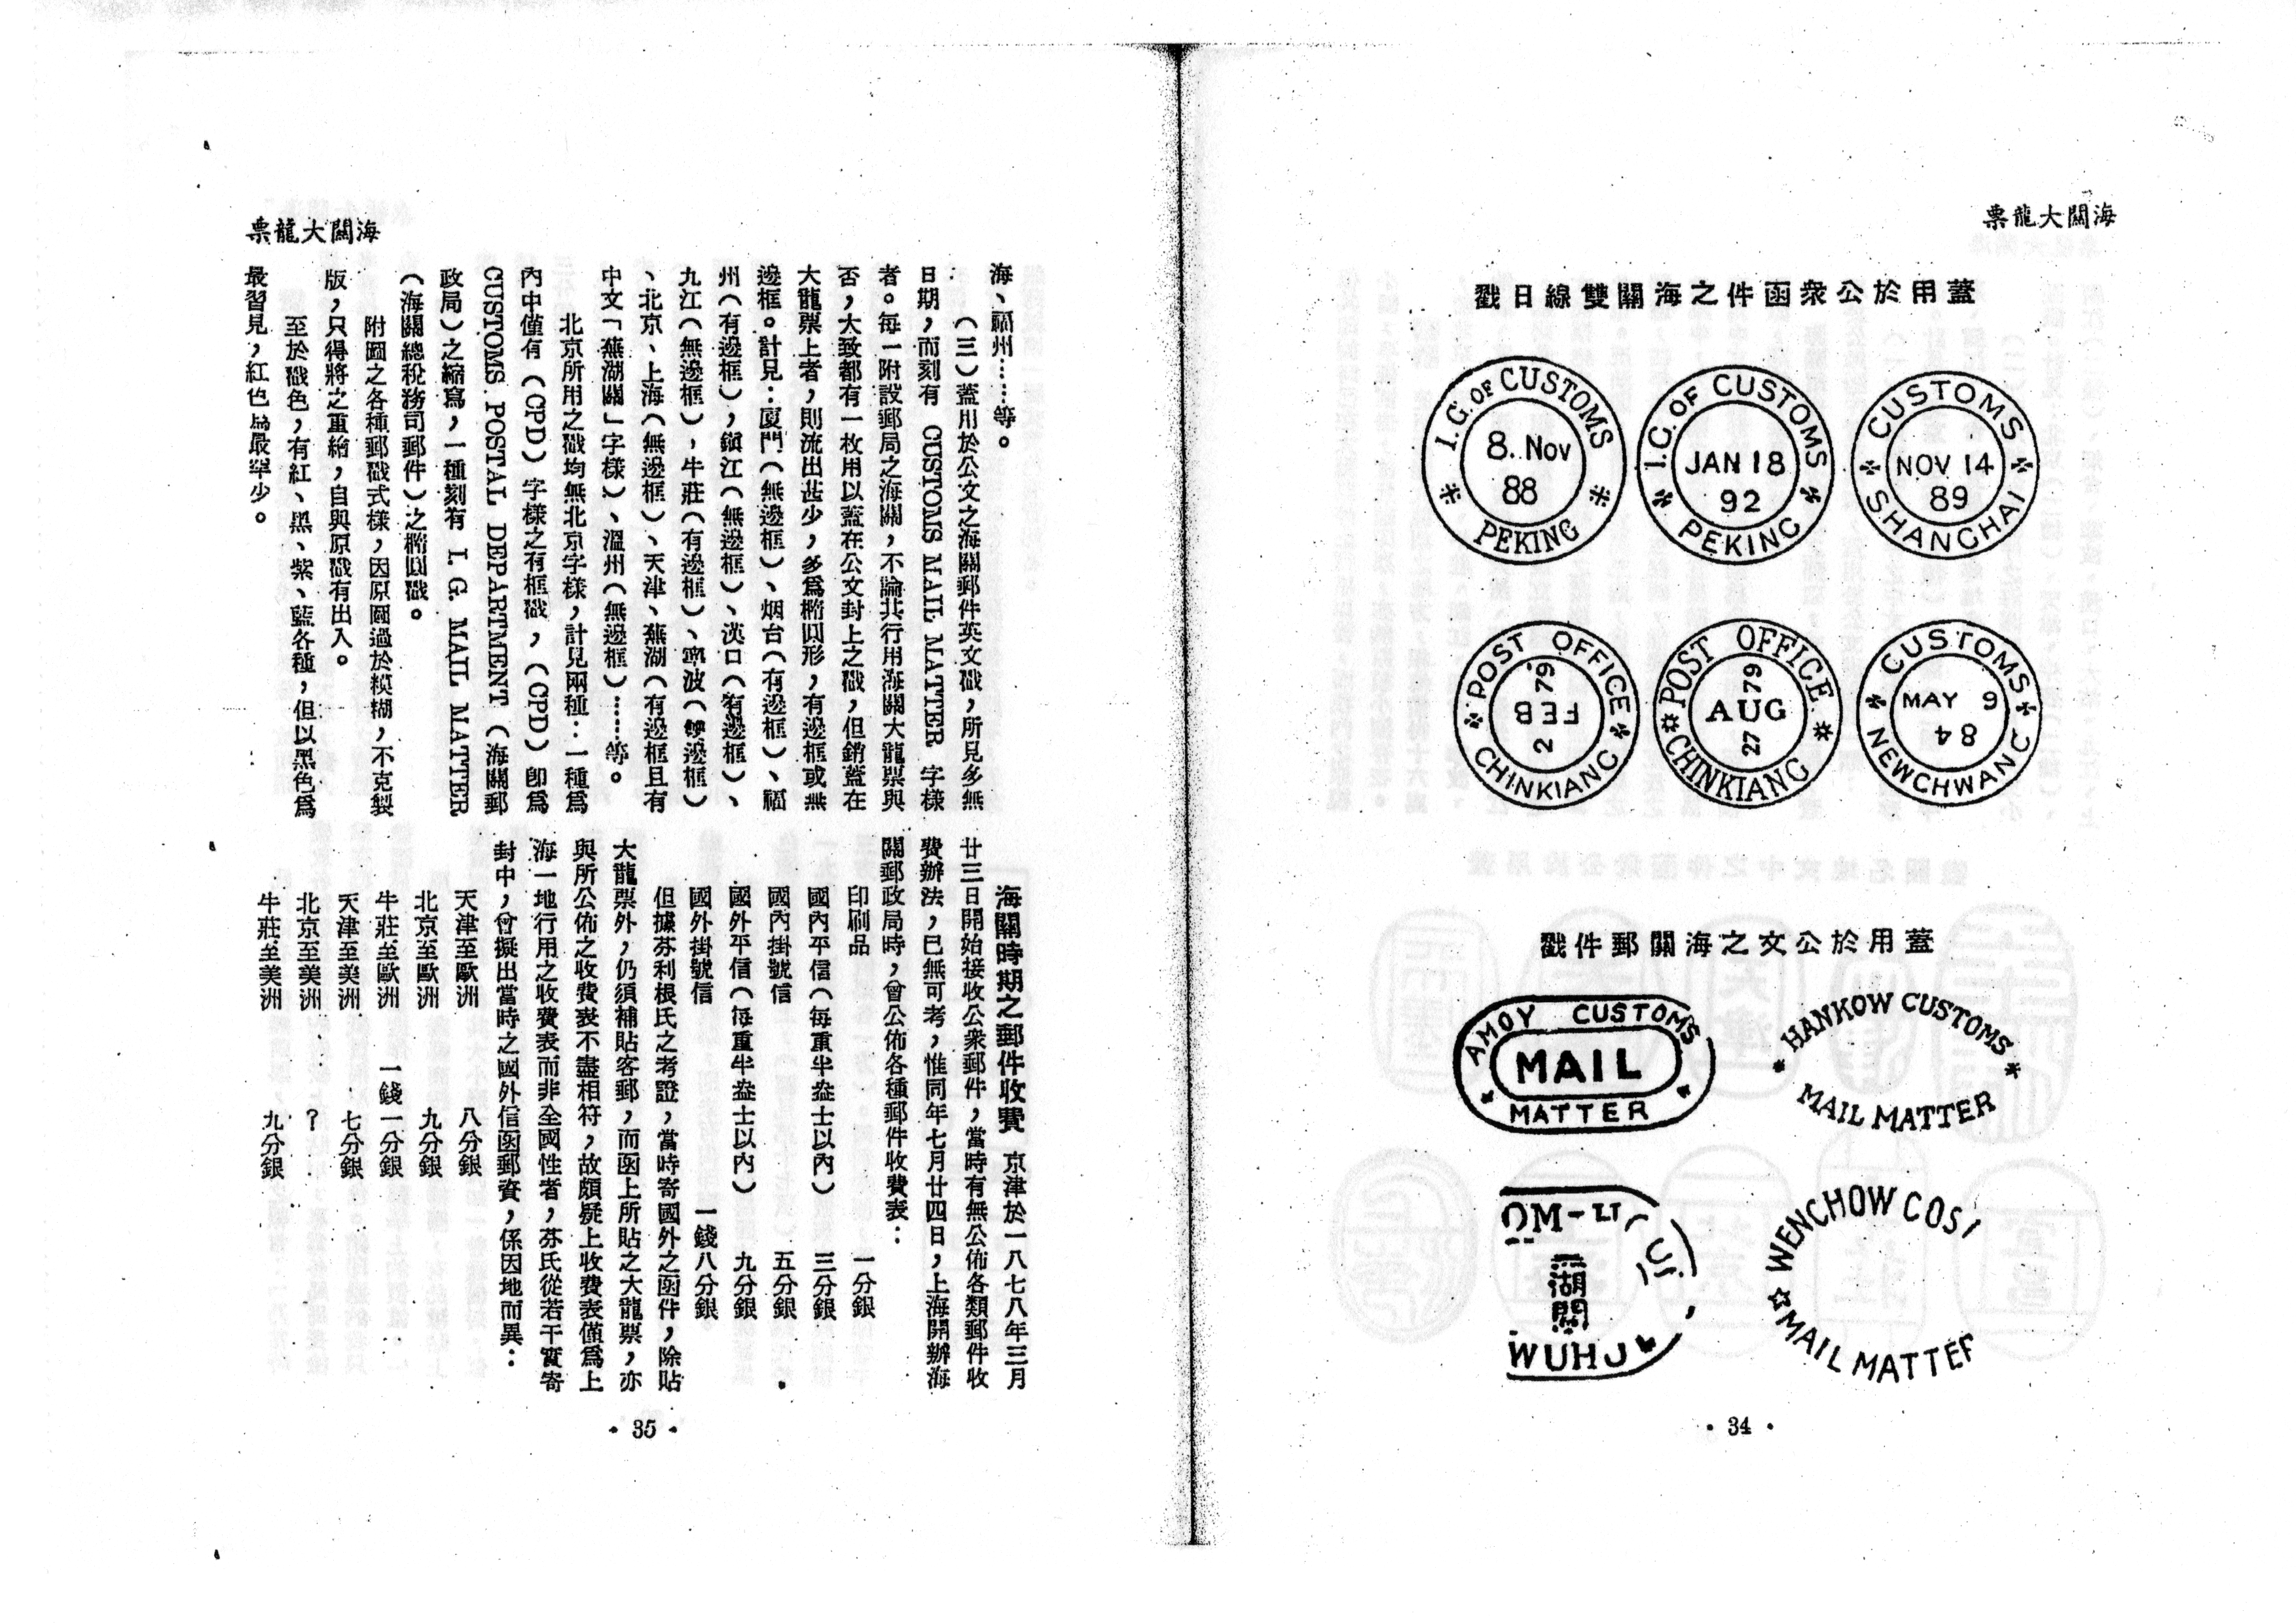 海關大龍票
蓋用於公衆函件之海關雙線日戳
I. G. OF CUSTOMS
8. Nov
88
PEKING
I. G. OF CUSTOMS
JAN 18
92
PEKING
CUSTOMS
NOV 14
89
SHANGHAI
POST OFFICE
2 FEB 79
CHINKIANG
POST OFFICE
27 AUG 79
CHINKIANG
CUSTOMS
MAY 9
84
NEWCHWANG
蓋用於公文之海關郵件戳
AMOY CUSTOMS
MAIL
MATTER
HANKOW CUSTOMS
MAIL MATTER
湖
關
WUHU
WENCHOW
MAIL MATTE
· 34 ·
海關大龍票
海、福州……等。
(三)蓋用於公文之海關郵件英文戳，所見多無
日期，而刻有 CUSTOMS MAIL MATTER 字樣
者。每一附設郵局之海關，不論其行用海關大龍票與
否，大致都有一枚用以蓋在公文封上之戳，但銷蓋在
大龍票上者，則流出甚少，多爲橢圓形，有邊框或無
邊框。計見：廈門(無邊框)、烟台(有邊框)、福
州(有邊框)，鎭江(無邊框)、漢口(有邊框)、
九江(無邊框)，牛莊(有邊框)、寧波(雙邊框)
、北京、上海(無邊框)、天津、蕪湖(有邊框且有
中文「蕪湖關」字樣)、溫州(無邊框)……等。
北京所用之戳均無北京字樣，計見兩種：一種爲
內中僅有 (CPD) 字樣之有框戳，(CPD) 卽爲
CUSTOMS POSTAL DEPARTMENT (海關郵
政局)之縮寫，一種刻有 I. G. MAIL MATTER
(海關總稅務司郵件)之橢圓戳。
附圖之各種郵戳式樣，因原圖過於模糊，不克製
版，只得將之重繪，自與原戳有出入。
至於戳色，有紅、黑、紫、藍各種，但以黑色爲
最習見，紅色爲最罕少。
海關時期之郵件收費 京津於一八七八年三月
廿三日開始接收公衆郵件，當時有無公佈各類郵件收
費辦法，已無可考，惟同年七月廿四日，上海開辦海
關郵政局時，曾公佈各種郵件收費表：
印刷品 一分銀
國內平信(每重半盎士以內) 三分銀
國內掛號信 五分銀
國外平信(每重半盎士以內) 九分銀
國外掛號信 一錢八分銀
但據芬利根氏之考證，當時寄國外之函件，除貼
大龍票外，仍須補貼客郵，而函上所貼之大龍票，亦
與所公佈之收費表不盡相符，故頗疑上收費表僅爲上
海一地行用之收費表而非全國性者，芬氏從若干實寄
封中，曾擬出當時之國外信函郵資，係因地而異：
天津至歐洲 八分銀
北京至歐洲 九分銀
牛莊至歐洲 一錢一分銀
天津至美洲 七分銀
北京至美洲 ？
牛莊至美洲 九分銀
· 35 ·